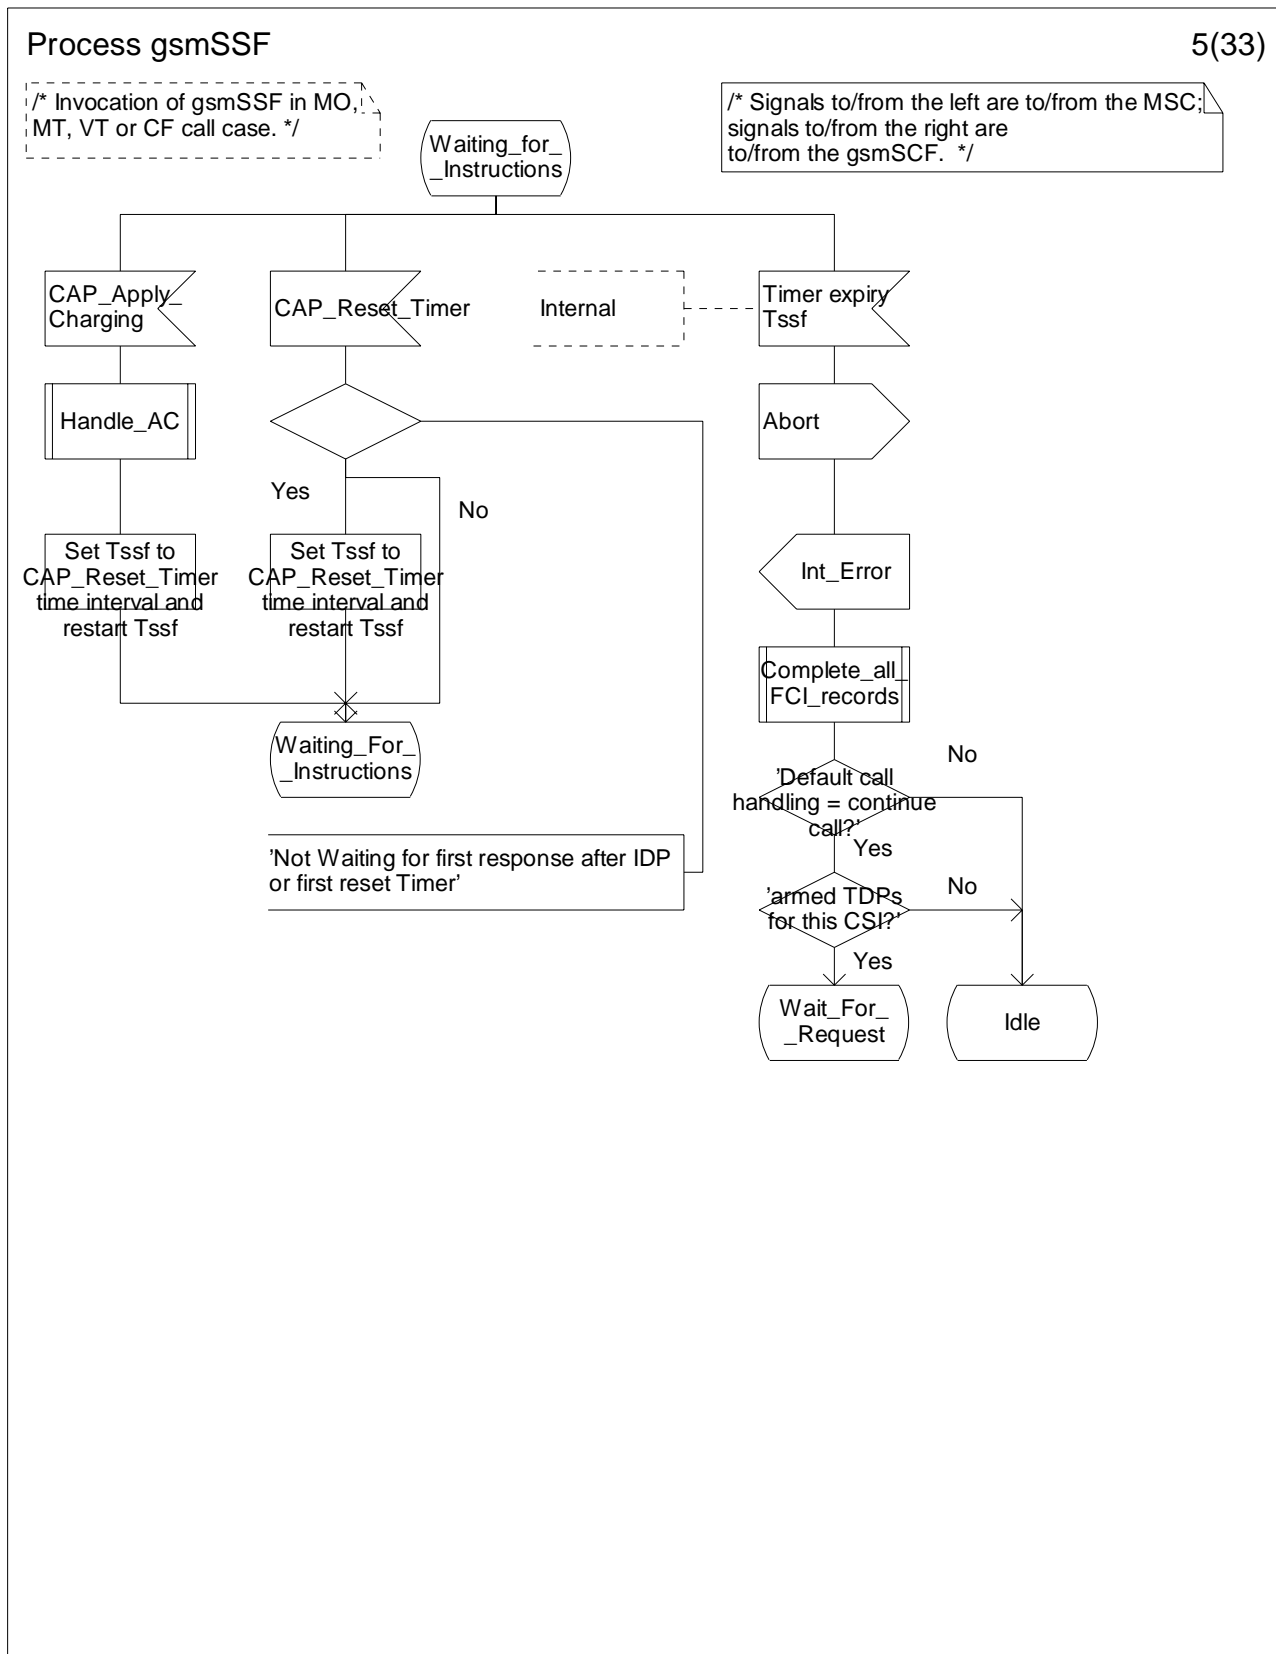 Process gsmSSF
5(33)
/* Invocation of gsmSSF in MO,
MT, VT or CF call case. */
/* Signals to/from the left are to/from the MSC;
signals to/from the right are
to/from the gsmSCF.  */
Waiting_for_
_Instructions
CAP_Apply_
Charging
CAP_Reset_Timer
Internal
Timer expiry
Tssf
Handle_AC
Abort
Yes
No
Set Tssf to
CAP_Reset_Timer
time interval and
restart Tssf
Set Tssf to
CAP_Reset_Timer
time interval and
restart Tssf
Int_Error
Complete_all_
FCI_records
Waiting_For_
_Instructions
No
'Default call
handling = continue
call?'
Yes
'Not Waiting for first response after IDP
or first reset Timer'
'armed TDPs
for this CSI?'
No
Yes
Wait_For_
_Request
Idle